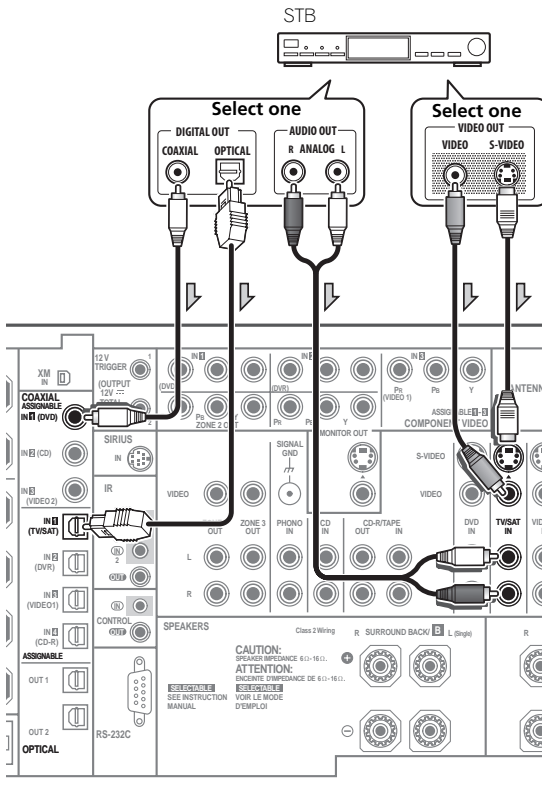 STB
Select one
DIGITAL OUT
COAXIAL OPTICAL
AUDIO OUT
R ANALOG L
Select one
VIDEO OUT
VIDEO S-VIDEO
XM
IN
12 V
TRIGGER
1
(OUTPUT
12V
TOTAL
2
COAXIAL
ASSIGNABLE
IN 1 (DVD)
IN 2 (CD)
IN 3
(VIDEO 2)
IN 1
(TV/SAT)
IN 2
(DVR)
IN 3
(VIDEO1)
IN 4
(CD-R)
ASSIGNABLE
OUT 1
OUT 2
OPTICAL
SIRIUS
IN
IR
IN
2
OUT
IN
CONTROL
OUT
RS-232C
IN 1
IN 2
IN 3
(DVD)
(DVR)
PR
(VIDEO 1)
PB
Y
PB
Y
ZONE 2 OUT
PR
PB
Y
ASSIGNABLE 1-3
COMPONENT VIDEO
ANTENN
MONITOR OUT
SIGNAL
GND
S-VIDEO
VIDEO
VIDEO
OUT
ZONE 3
OUT
PHONO
IN
CD
IN
CD-R/TAPE
OUT IN
DVD
IN
TV/SAT
IN
L
R
SPEAKERS
Class 2 Wiring
R SURROUND BACK/ B L (Single)
R
CAUTION:
SPEAKER IMPEDANCE 6Ω-16Ω.
ATTENTION:
ENCEINTE D'IMPEDANCE DE 6Ω-16Ω.
SELECTABLE
SEE INSTRUCTION
MANUAL
SELECTABLE
VOIR LE MODE
D'EMPLOI